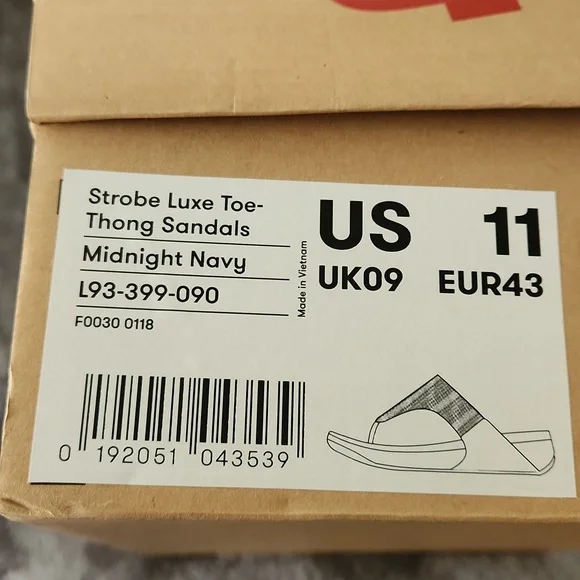 Strobe Luxe Toe-
Thong Sandals
Midnight Navy
L93-399-090
F0030 0118
Made in Vietnam
US 11
UK09 EUR43
0 192051 043539